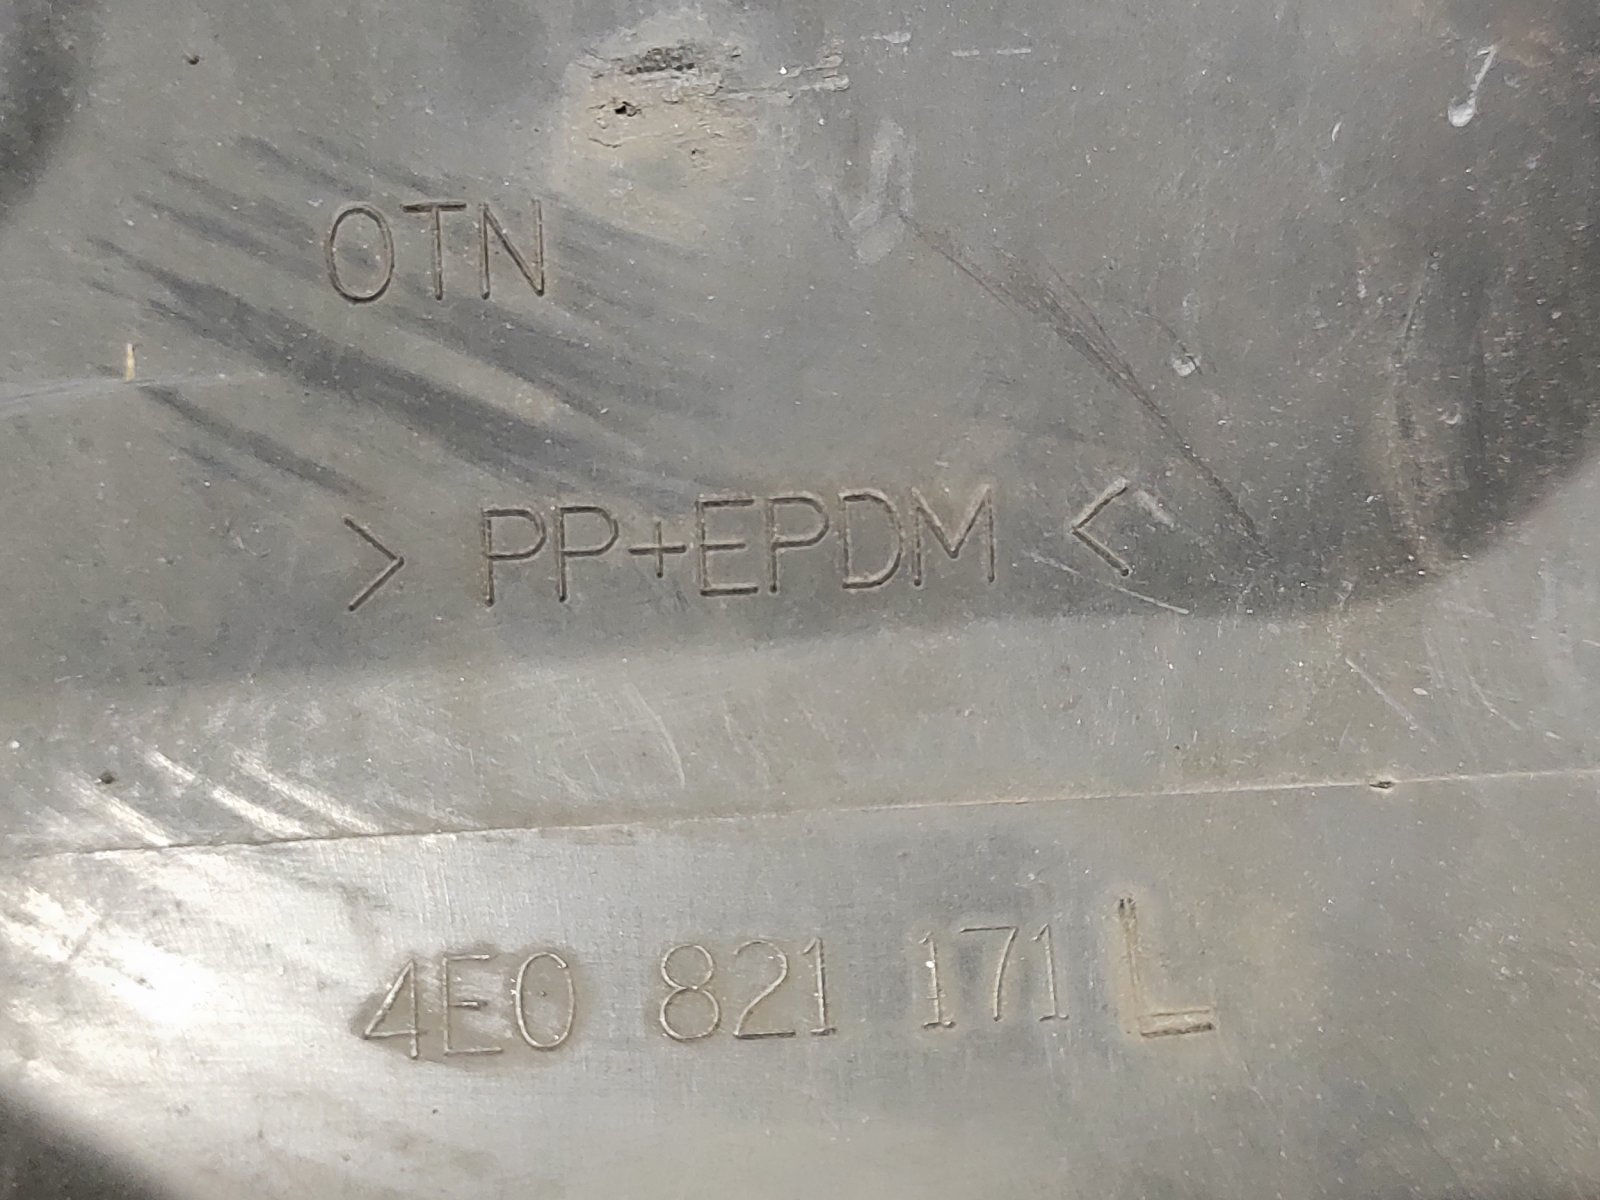 OTN
> PP+EPDM <
4E0 821 171 L